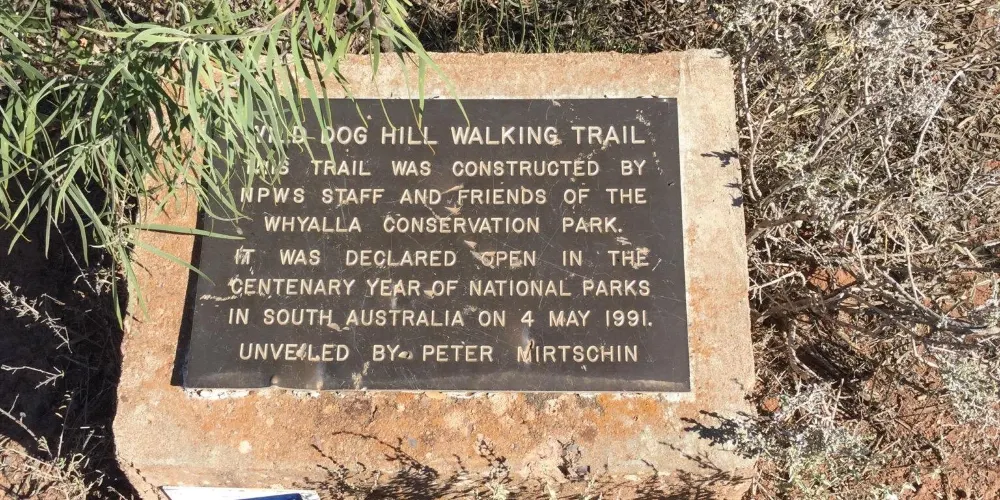 WILD DOG HILL WALKING TRAIL
THIS TRAIL WAS CONSTRUCTED BY
NPWS STAFF AND FRIENDS OF THE
WHYALLA CONSERVATION PARK.
IT WAS DECLARED OPEN IN THE
CENTENARY YEAR OF NATIONAL PARKS
IN SOUTH AUSTRALIA ON 4 MAY 1991.
UNVEILED BY PETER MIRTSCHIN